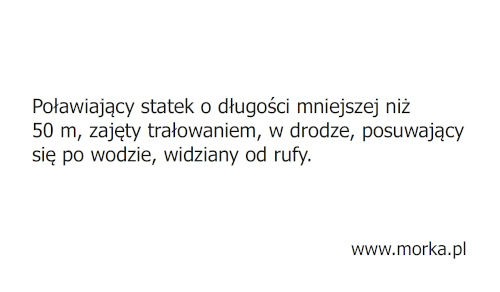 Poławiający statek o długości mniejszej niż
50 m, zajęty trałowaniem, w drodze, posuwający
się po wodzie, widziany od rufy.
www.morka.pl